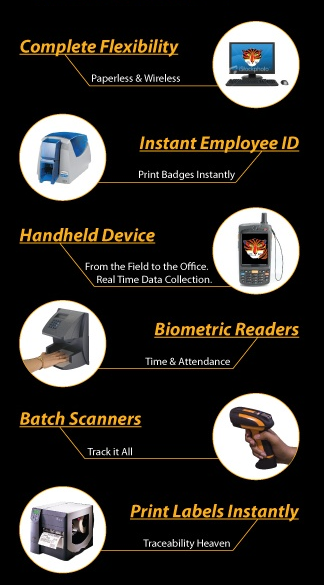 Complete Flexibility
Paperless & Wireless
Instant Employee ID
Print Badges Instantly
Handheld Device
From the Field to the Office.
Real Time Data Collection.
Biometric Readers
Time & Attendance
Batch Scanners
Track it All
Print Labels Instantly
Traceability Heaven